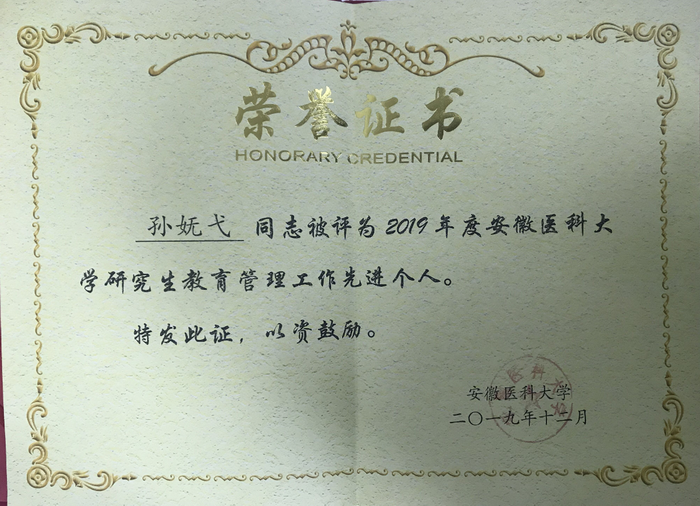 荣誉证书
HONORARY CREDENTIAL
孙妩弋 同志被评为2019年度安徽医科大
学研究生教育管理工作先进个人。
特发此证，以资鼓励。
安徽医科大学
二〇一九年十二月